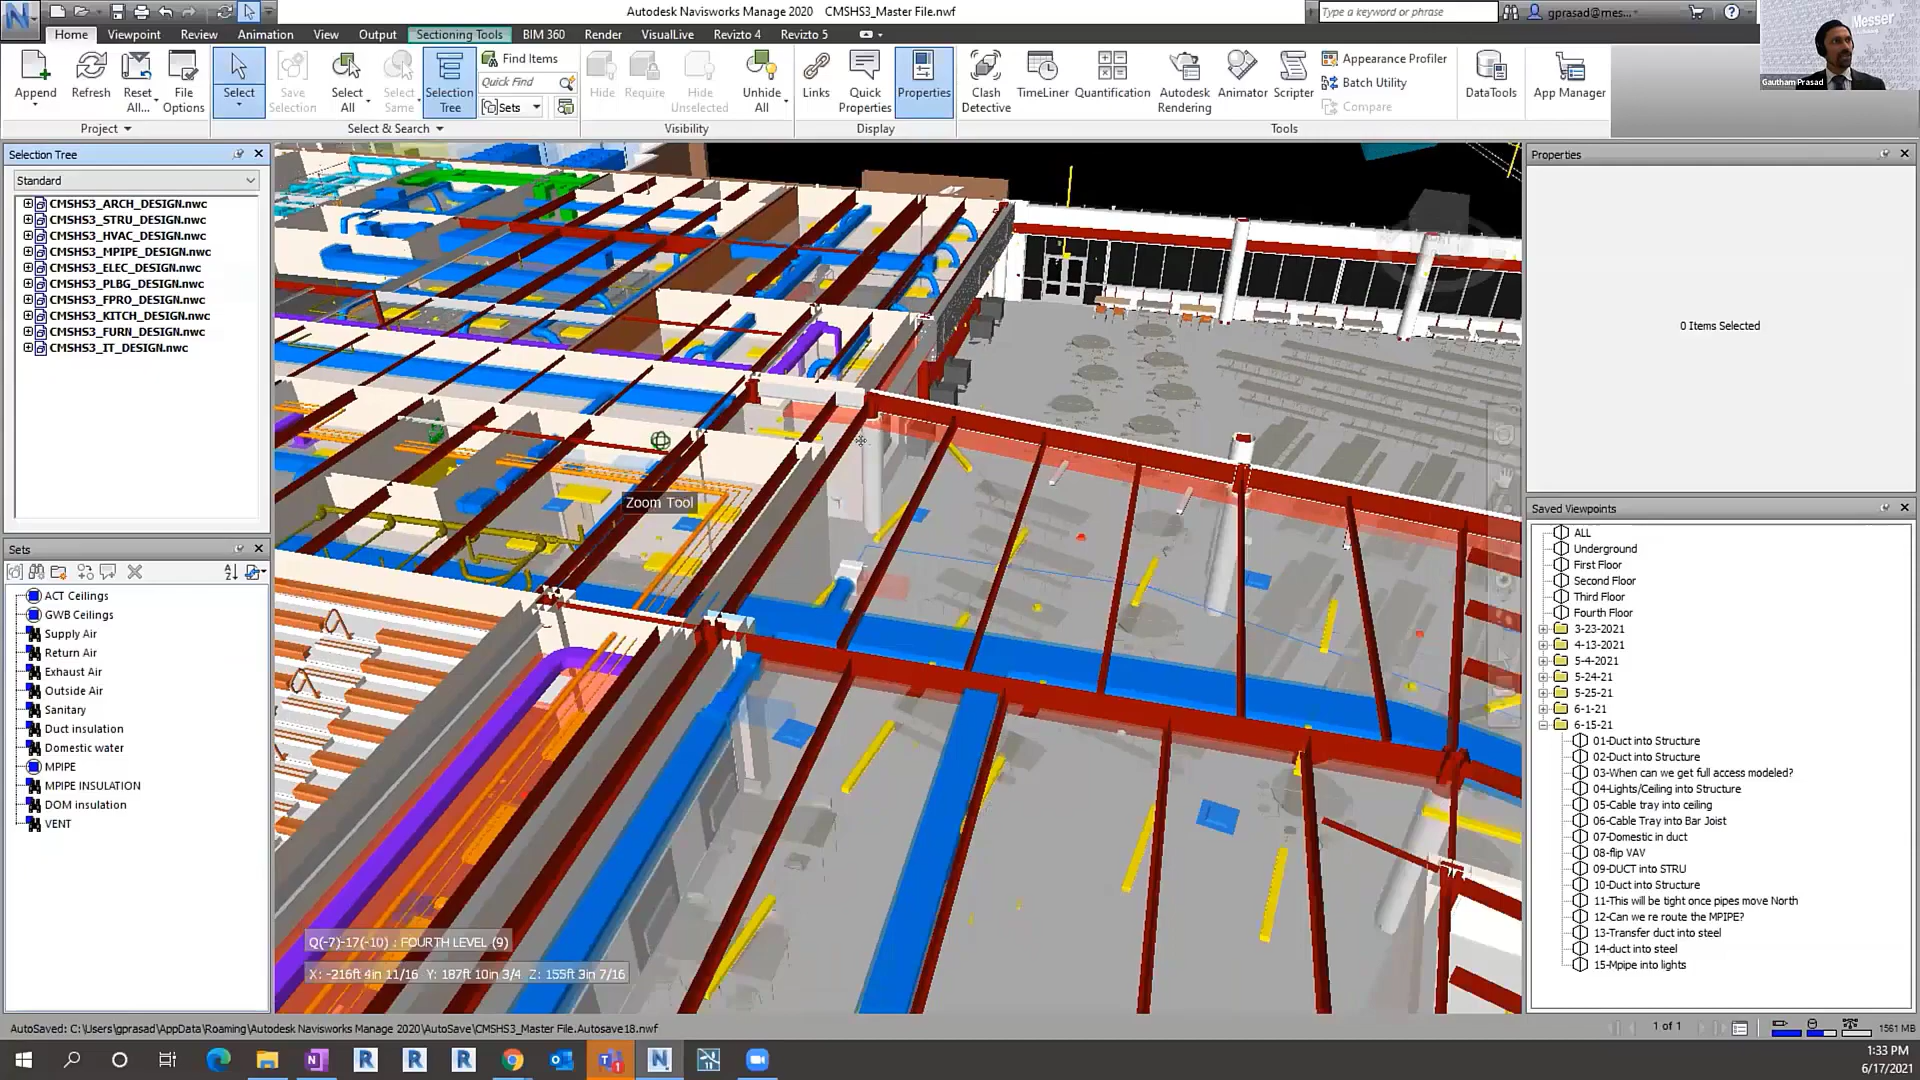 Autodesk Navisworks Manage 2020 CMSHS3_Master File.nwf
Type a keyword or phrase
gprasad@mes...
Messer
Gautham Prasad
Home Viewpoint Review Animation View Output Sectioning Tools BIM 360 Render VisualLive Revizto 4 Revizto 5
Append
Refresh
Reset All...
File Options
Select
Save Selection
Select All
Select Same
Selection Tree
Find Items
Quick Find
Sets
Hide
Require
Hide Unselected
Unhide All
Links
Quick Properties
Properties
Clash Detective
TimeLiner
Quantification
Autodesk Rendering
Animator
Scripter
Appearance Profiler
Batch Utility
Compare
DataTools
App Manager
Project
Select & Search
Visibility
Display
Tools
Selection Tree
Standard
CMSHS3_ARCH_DESIGN.nwc
CMSHS3_STRU_DESIGN.nwc
CMSHS3_HVAC_DESIGN.nwc
CMSHS3_MPIPE_DESIGN.nwc
CMSHS3_ELEC_DESIGN.nwc
CMSHS3_PLBG_DESIGN.nwc
CMSHS3_FPRO_DESIGN.nwc
CMSHS3_KITCH_DESIGN.nwc
CMSHS3_FURN_DESIGN.nwc
CMSHS3_IT_DESIGN.nwc
Sets
ACT Ceilings
GWB Ceilings
Supply Air
Return Air
Exhaust Air
Outside Air
Sanitary
Duct insulation
Domestic water
MPIPE
MPIPE INSULATION
DOM insulation
VENT
Zoom Tool
Q(-7)-17(-10) : FOURTH LEVEL (9)
X: -216ft 4in 11/16 Y: 187ft 10in 3/4 Z: 155ft 3in 7/16
Properties
0 Items Selected
Saved Viewpoints
ALL
Underground
First Floor
Second Floor
Third Floor
Fourth Floor
3-23-2021
4-13-2021
5-4-2021
5-24-21
5-25-21
6-1-21
6-15-21
01-Duct into Structure
02-Duct into Structure
03-When can we get full access modeled?
04-Lights/Ceiling into Structure
05-Cable tray into ceiling
06-Cable Tray into Bar Joist
07-Domestic in duct
08-flip VAV
09-DUCT into STRU
10-Duct into Structure
11-This will be tight once pipes move North
12-Can we re route the MPIPE?
13-Transfer duct into steel
14-duct into steel
15-Mpipe into lights
AutoSaved: C:\Users\gprasad\AppData\Roaming\Autodesk Navisworks Manage 2020\AutoSave\CMSHS3_Master File.Autosave18.nwf
1 of 1
1561 MB
1:33 PM
6/17/2021